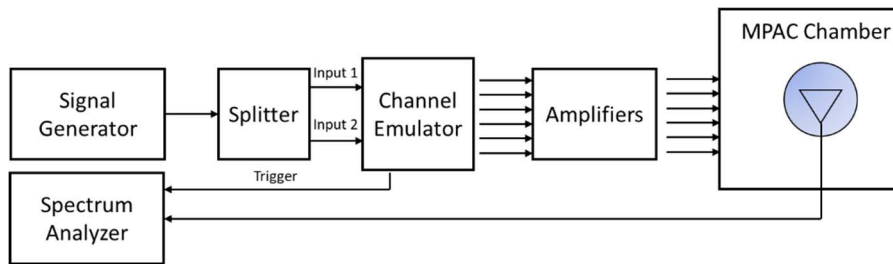 MPAC Chamber
Signal
Generator
Splitter
Input 1
Input 2
Channel
Emulator
Amplifiers
Trigger
Spectrum
Analyzer